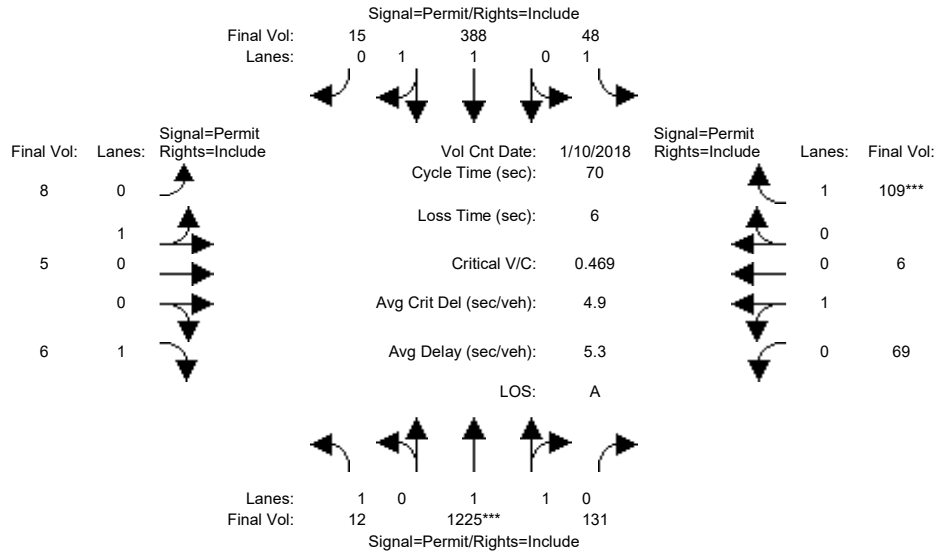 Signal=Permit/Rights=Include
Final Vol: 15 388 48
Lanes: 0 1 1 0 1
Signal=Permit Signal=Permit
Final Vol: Lanes: Rights=Include Vol Cnt Date: 1/10/2018 Rights=Include Lanes: Final Vol:
Cycle Time (sec): 70
8 0 1 109***
Loss Time (sec): 6
1 0
5 0 Critical V/C: 0.469 0 6
0 Avg Crit Del (sec/veh): 4.9 1
6 1 Avg Delay (sec/veh): 5.3 0 69
LOS: A
Lanes: 1 0 1 1 0
Final Vol: 12 1225*** 131
Signal=Permit/Rights=Include